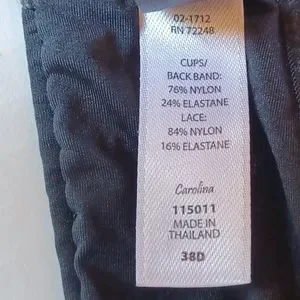 02-1712
RN 72248
CUPS/
BACK BAND:
76% NYLON
24% ELASTANE
LACE:
84% NYLON
16% ELASTANE
Carolina
115011
MADE IN
THAILAND
38D